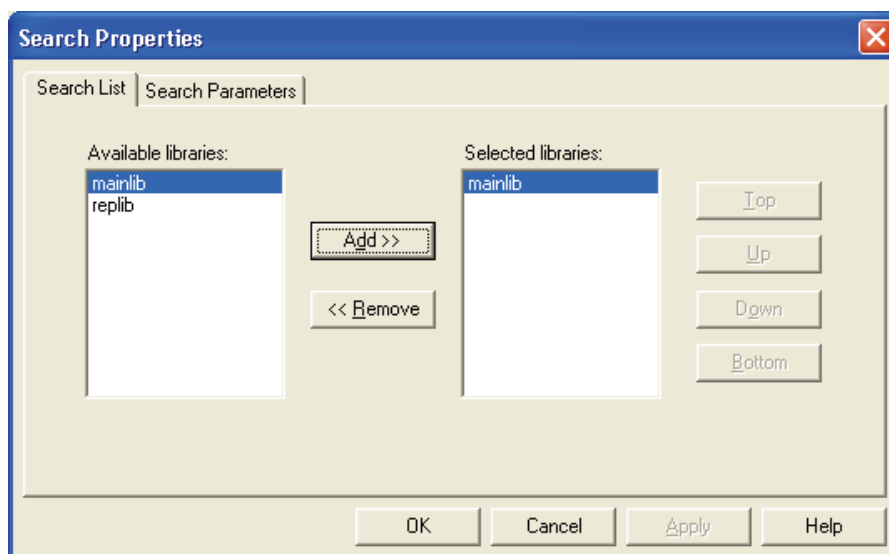 Search Properties
Search List
Search Parameters
Available libraries:
Selected libraries:
mainlib
replib
mainlib
Add >>
<< Remove
Top
Up
Down
Bottom
OK
Cancel
Apply
Help